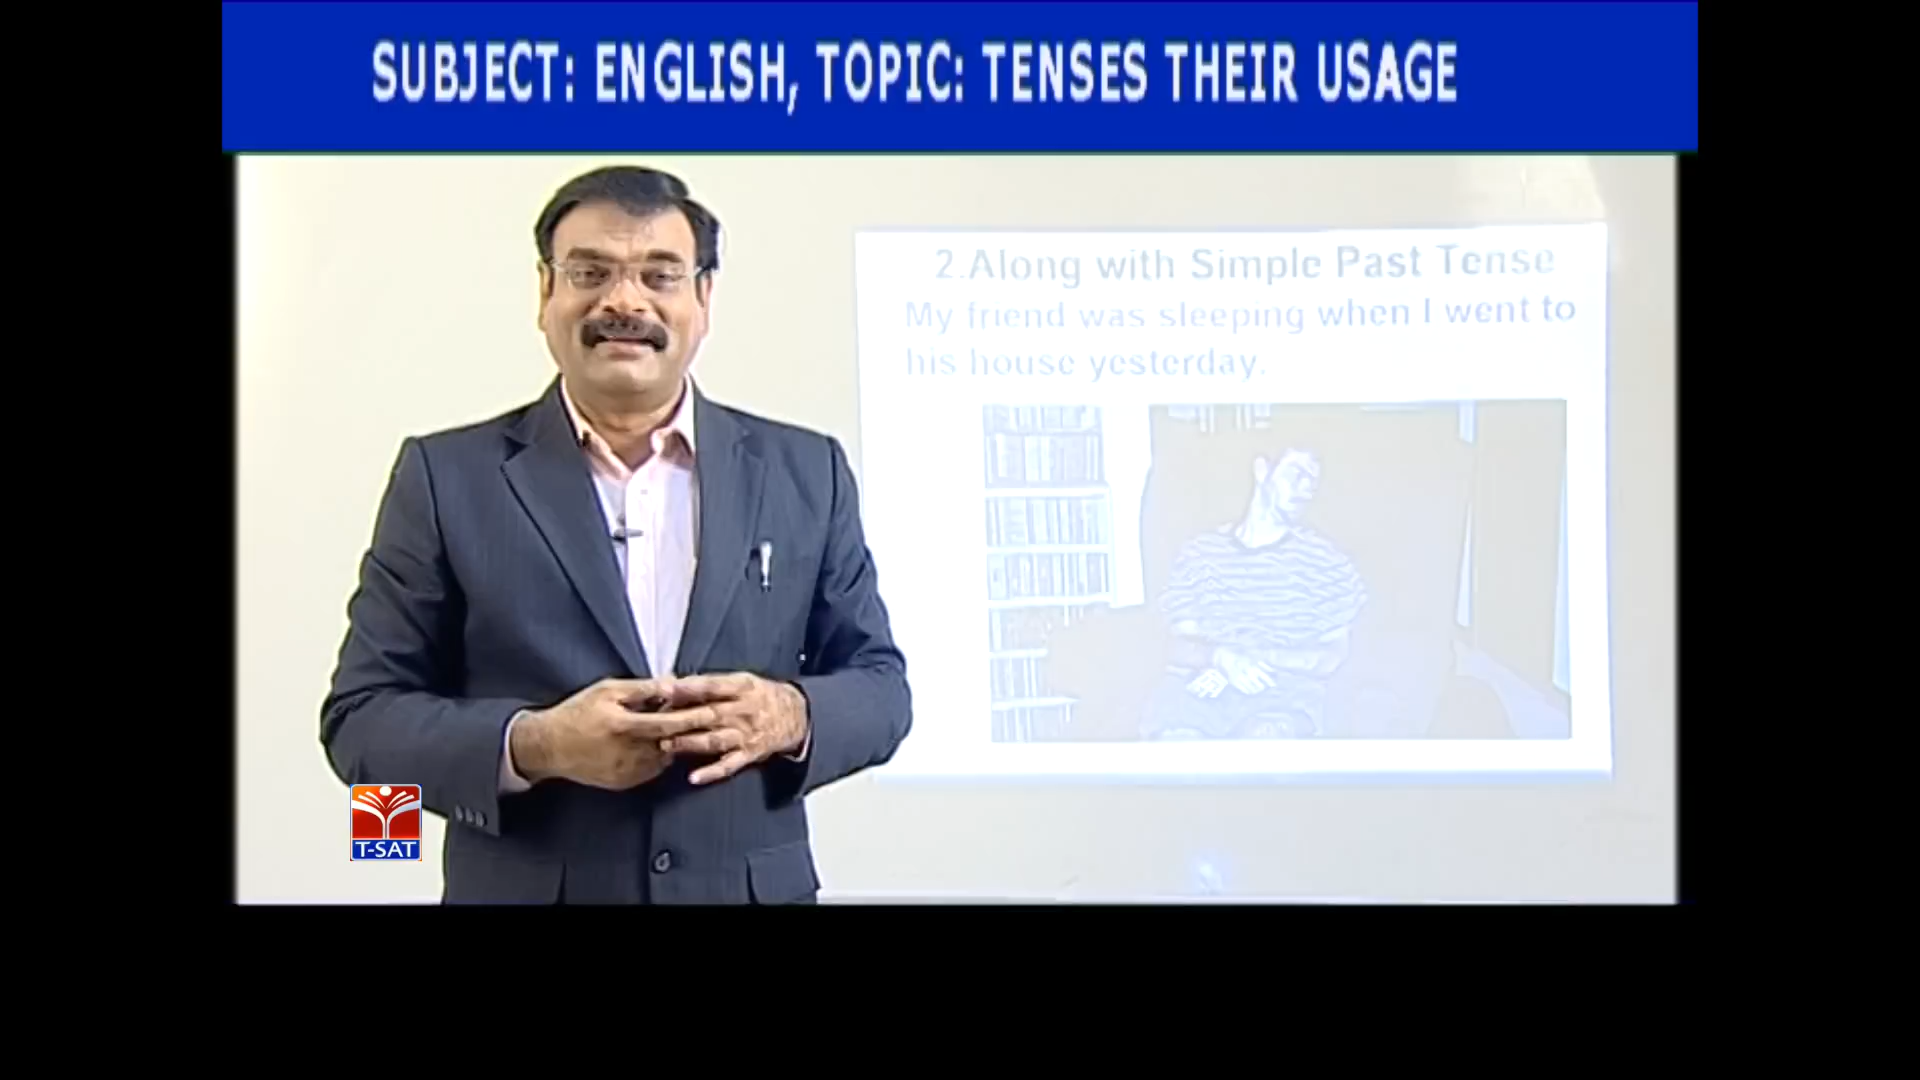 SUBJECT: ENGLISH, TOPIC: TENSES THEIR USAGE
2.Along with Simple Past Tense
My friend was sleeping when I went to
his house yesterday.
T-SAT